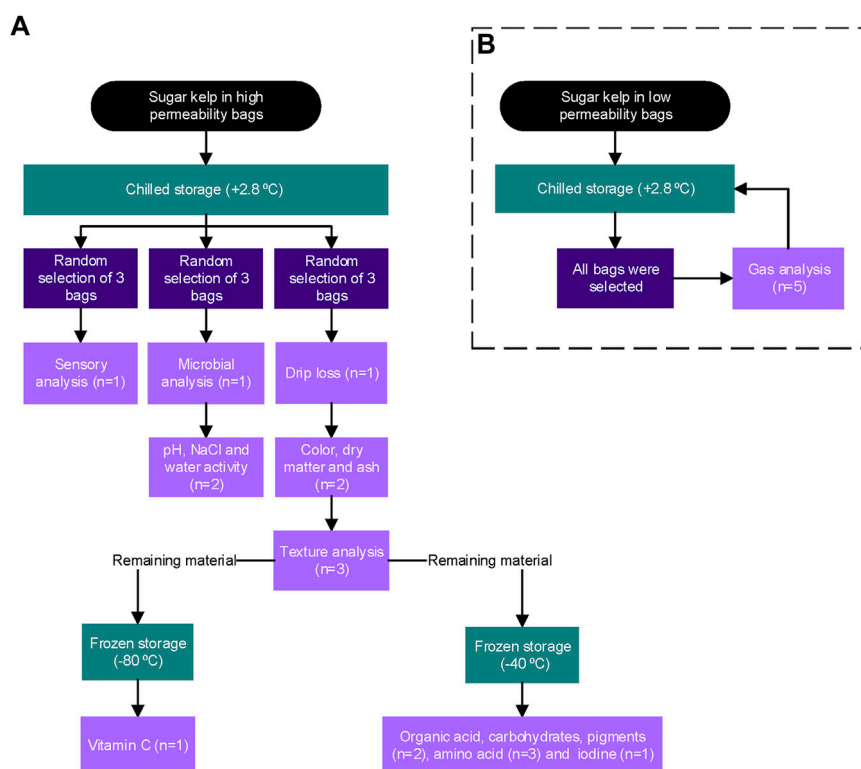 A
B
Sugar kelp in high
permeability bags
Sugar kelp in low
permeability bags
Chilled storage (+2.8 ºC)
Chilled storage (+2.8 ºC)
Random
selection of 3
bags
Random
selection of 3
bags
Random
selection of 3
bags
All bags were
selected
Gas analysis
(n=5)
Sensory
analysis (n=1)
Microbial
analysis (n=1)
Drip loss (n=1)
pH, NaCl and
water activity
(n=2)
Color, dry
matter and ash
(n=2)
Texture analysis
(n=3)
Remaining material
Remaining material
Frozen storage
(-80 ºC)
Frozen storage
(-40 ºC)
Vitamin C (n=1)
Organic acid, carbohydrates, pigments
(n=2), amino acid (n=3) and iodine (n=1)